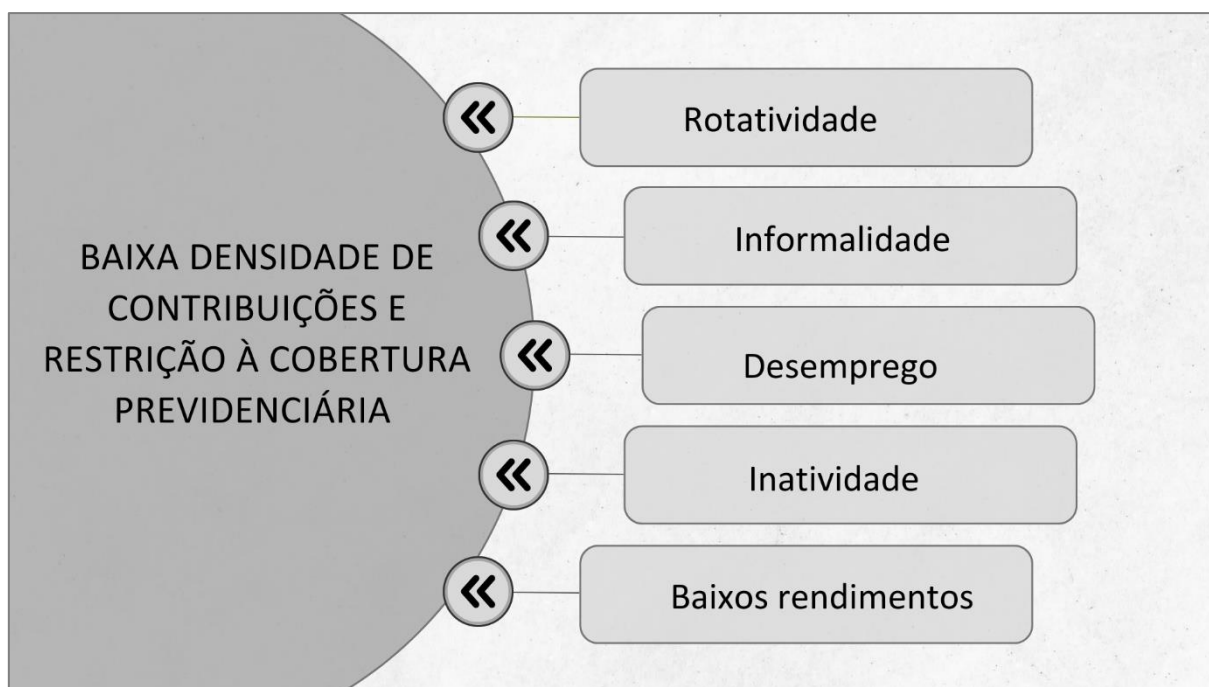 BAIXA DENSIDADE DE
CONTRIBUIÇÕES E
RESTRIÇÃO À COBERTURA
PREVIDENCIÁRIA
Rotatividade
Informalidade
Desemprego
Inatividade
Baixos rendimentos